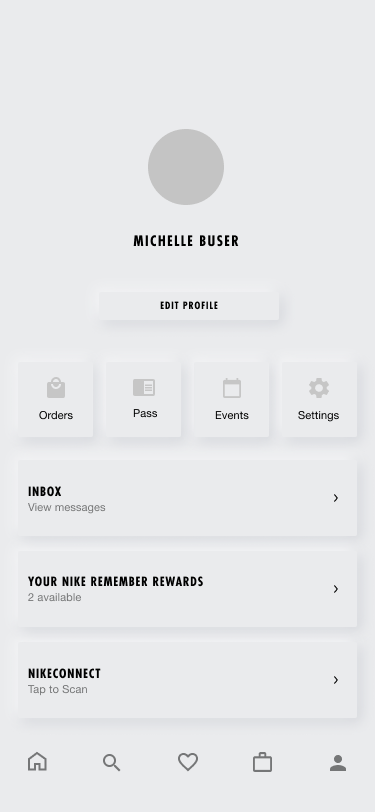 MICHELLE BUSER
EDIT PROFILE
Orders
Pass
Events
Settings
INBOX
View messages
YOUR NIKE REMEMBER REWARDS
2 available
NIKECONNECT
Tap to Scan